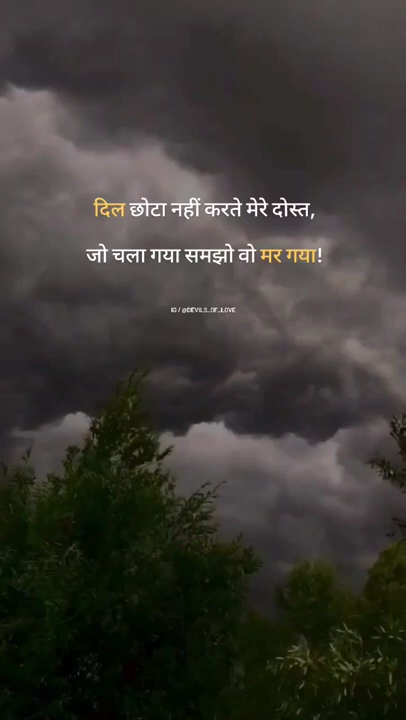 दिल छोटा नहीं करते मेरे दोस्त,
जो चला गया समझो वो मर गया!
IG / @DEVILS_OF_LOVE